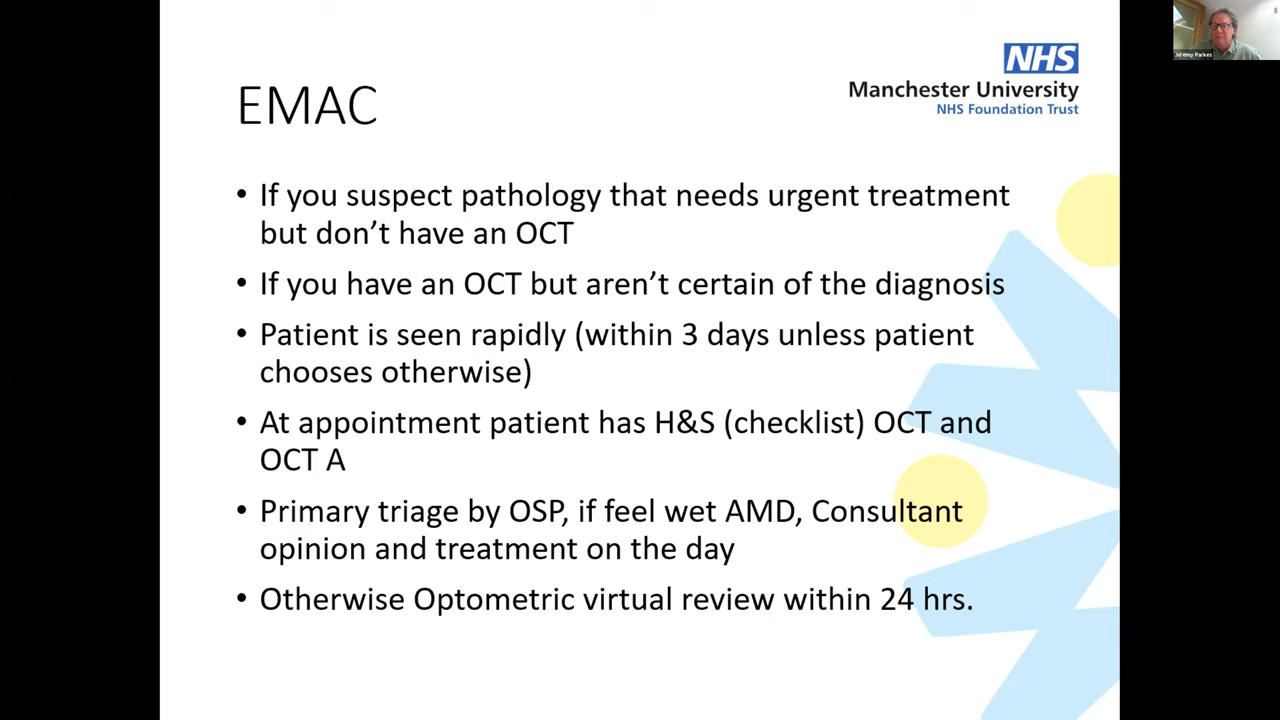 NHS
Manchester University
NHS Foundation Trust
EMAC
• If you suspect pathology that needs urgent treatment
but don’t have an OCT
• If you have an OCT but aren’t certain of the diagnosis
• Patient is seen rapidly (within 3 days unless patient
chooses otherwise)
• At appointment patient has H&S (checklist) OCT and
OCT A
• Primary triage by OSP, if feel wet AMD, Consultant
opinion and treatment on the day
• Otherwise Optometric virtual review within 24 hrs.
Jeremy Parkes